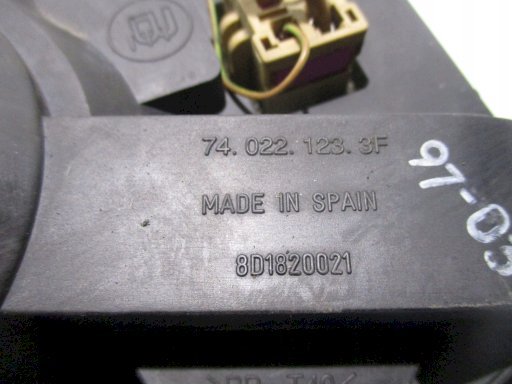 74. 022. 123. 3F
MADE IN SPAIN
8D1820021
97-03